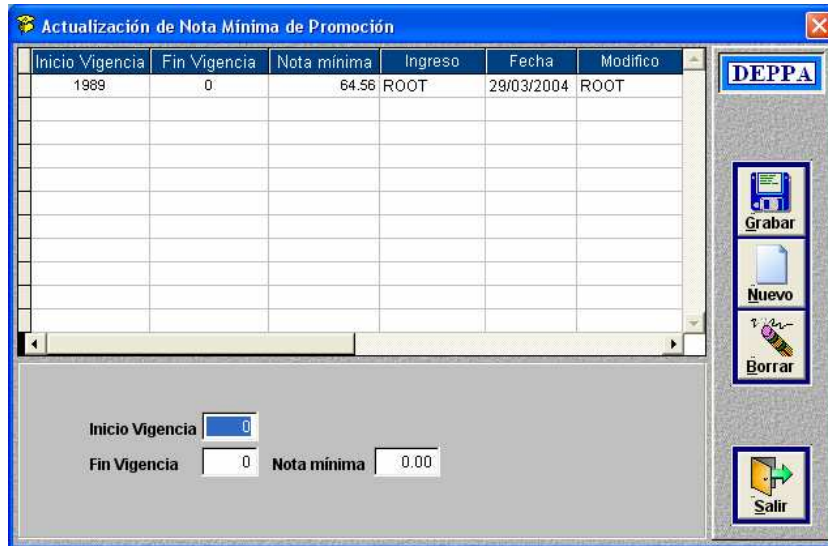 Actualización de Nota Mínima de Promoción
Inicio Vigencia Fin Vigencia Nota mínima Ingreso Fecha Modifico
1989 0 64.56 ROOT 29/03/2004 ROOT
DEPPA
Grabar
Nuevo
Borrar
Inicio Vigencia 0
Fin Vigencia 0 Nota mínima 0.00
Salir